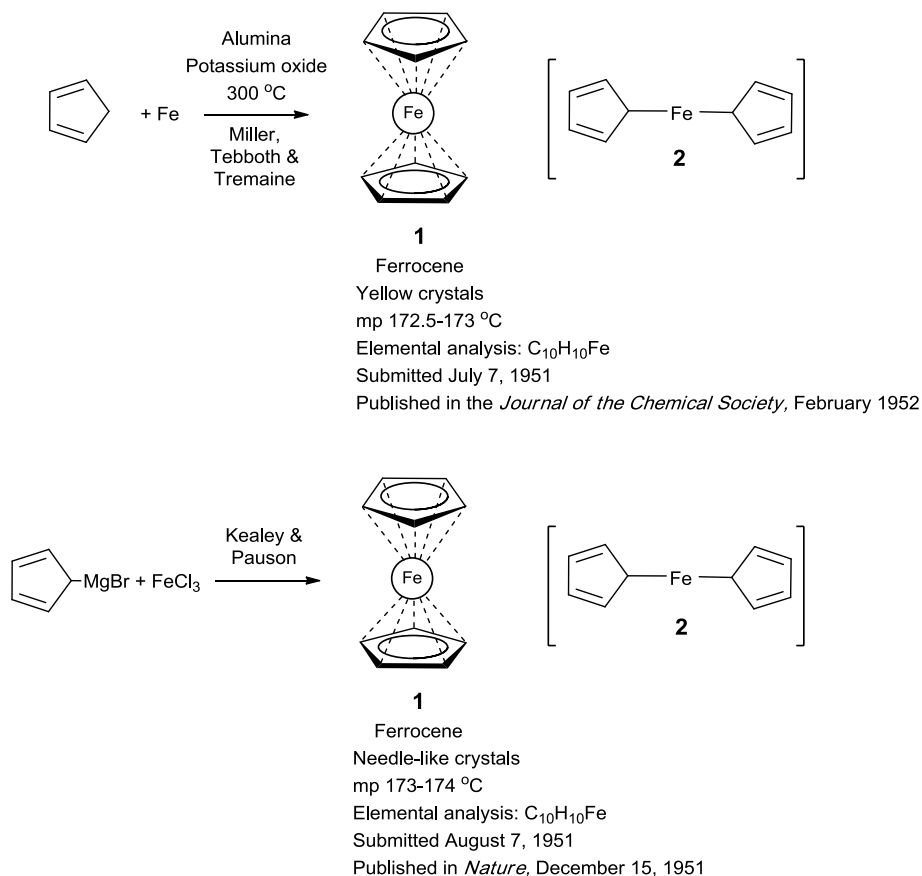 Alumina
Potassium oxide
300 °C
+ Fe
Miller,
Tebboth &
Tremaine
Fe
Fe
2
1
Ferrocene
Yellow crystals
mp 172.5-173 °C
Elemental analysis: C₁₀H₁₀Fe
Submitted July 7, 1951
Published in the Journal of the Chemical Society, February 1952
Kealey &
Pauson
MgBr + FeCl₃
Fe
Fe
2
1
Ferrocene
Needle-like crystals
mp 173-174 °C
Elemental analysis: C₁₀H₁₀Fe
Submitted August 7, 1951
Published in Nature, December 15, 1951